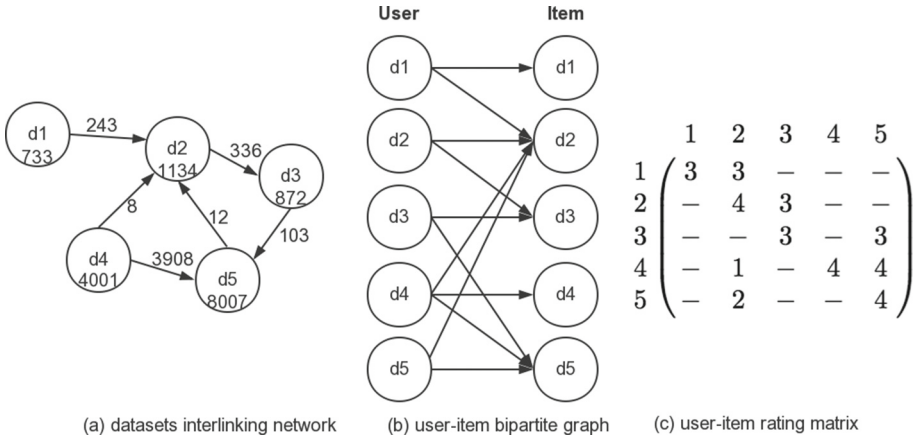 d1
733
243
d2
1134
336
d3
872
8
12
103
d4
4001
3908
d5
8007
(a) datasets interlinking network
User Item
d1 d1
d2 d2
d3 d3
d4 d4
d5 d5
(b) user-item bipartite graph
1 2 3 4 5
1 3 3 – – –
2 – 4 3 – –
3 – – 3 – 3
4 – 1 – 4 4
5 – 2 – – 4
(c) user-item rating matrix